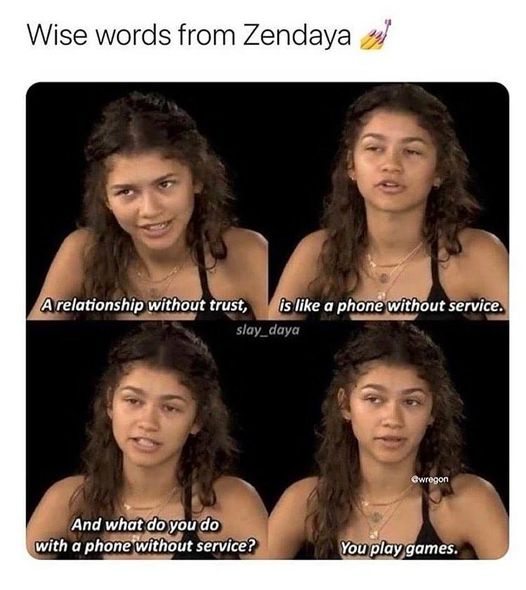 Wise words from Zendaya 💅
A relationship without trust,
is like a phone without service.
slay_daya
And what do you do
with a phone without service?
@wregon
You play games.